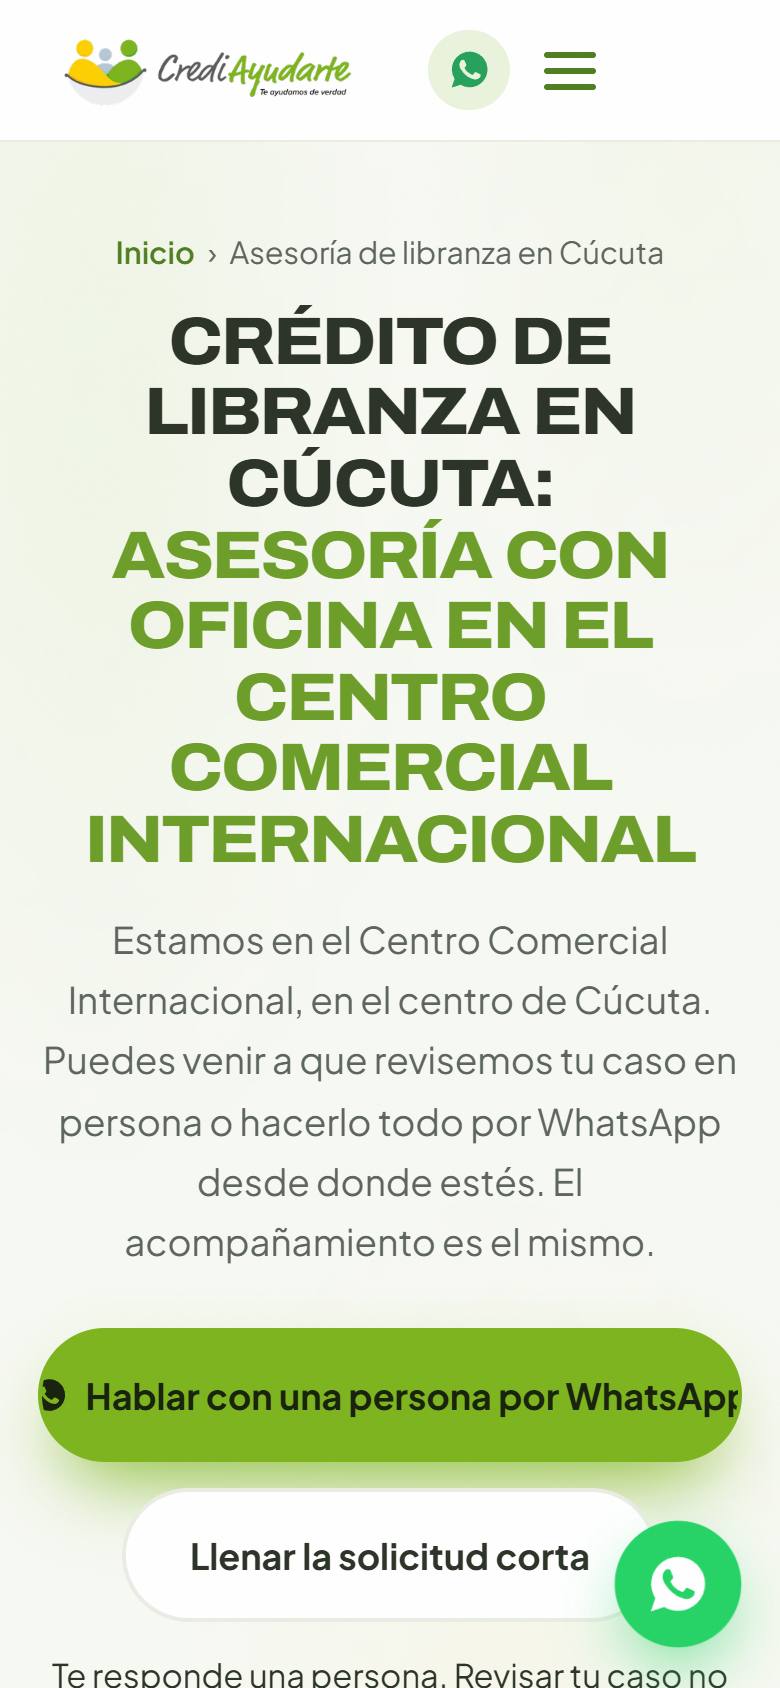 CrediAyudarte
Te ayudamos de verdad
Inicio › Asesoría de libranza en Cúcuta
CRÉDITO DE
LIBRANZA EN
CÚCUTA:
ASESORÍA CON
OFICINA EN EL
CENTRO
COMERCIAL
INTERNACIONAL
Estamos en el Centro Comercial
Internacional, en el centro de Cúcuta.
Puedes venir a que revisemos tu caso en
persona o hacerlo todo por WhatsApp
desde donde estés. El
acompañamiento es el mismo.
Hablar con una persona por WhatsApp
Llenar la solicitud corta
Te responde una persona. Revisar tu caso no